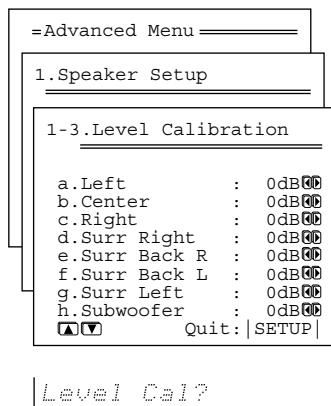 =Advanced Menu
1.Speaker Setup
1-3.Level Calibration
a.Left : 0dB
b.Center : 0dB
c.Right : 0dB
d.Surr Right : 0dB
e.Surr Back R : 0dB
f.Surr Back L : 0dB
g.Surr Left : 0dB
h.Subwoofer : 0dB
Quit:|SETUP|
Level Cal?